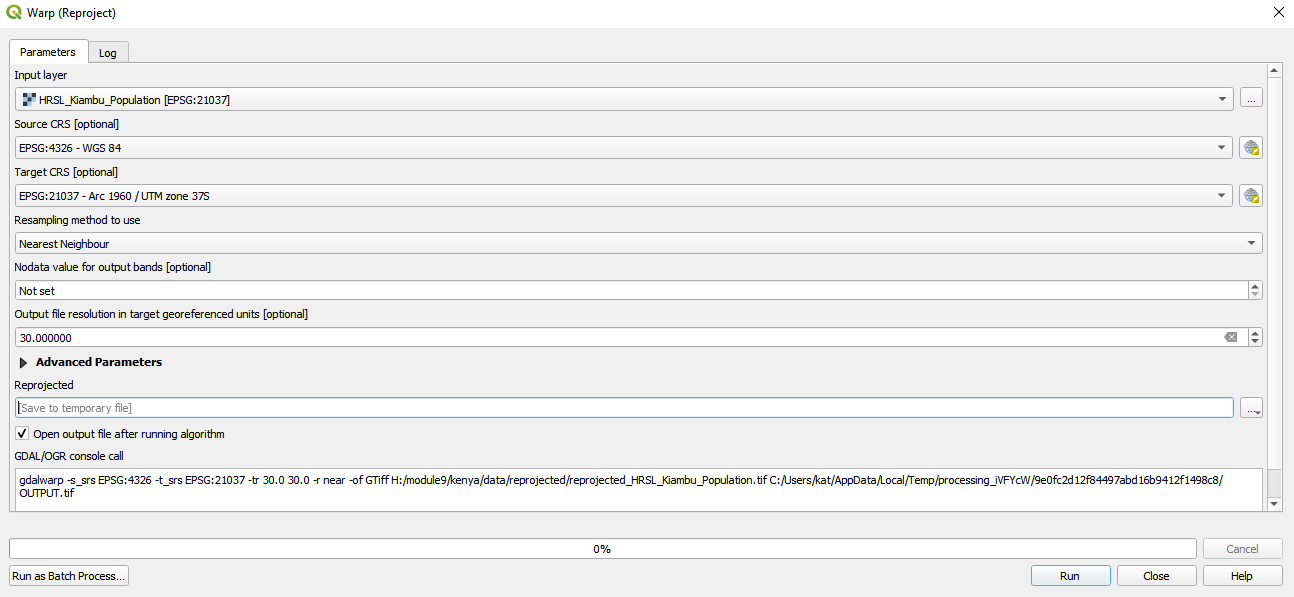 Warp (Reproject)
Parameters
Log
Input layer
HRSL_Kiambu_Population [EPSG:21037]
...
Source CRS [optional]
EPSG:4326 - WGS 84
Target CRS [optional]
EPSG:21037 - Arc 1960 / UTM zone 37S
Resampling method to use
Nearest Neighbour
Nodata value for output bands [optional]
Not set
Output file resolution in target georeferenced units [optional]
30.000000
Advanced Parameters
Reprojected
[Save to temporary file]
...
Open output file after running algorithm
GDAL/OGR console call
gdalwarp -s_srs EPSG:4326 -t_srs EPSG:21037 -tr 30.0 30.0 -r near -of GTiff H:/module9/kenya/data/reprojected/reprojected_HRSL_Kiambu_Population.tif C:/Users/kat/AppData/Local/Temp/processing_iVFYcW/9e0fc2d12f84497abd16b9412f1498c8/
OUTPUT.tif
0%
Cancel
Run as Batch Process...
Run
Close
Help